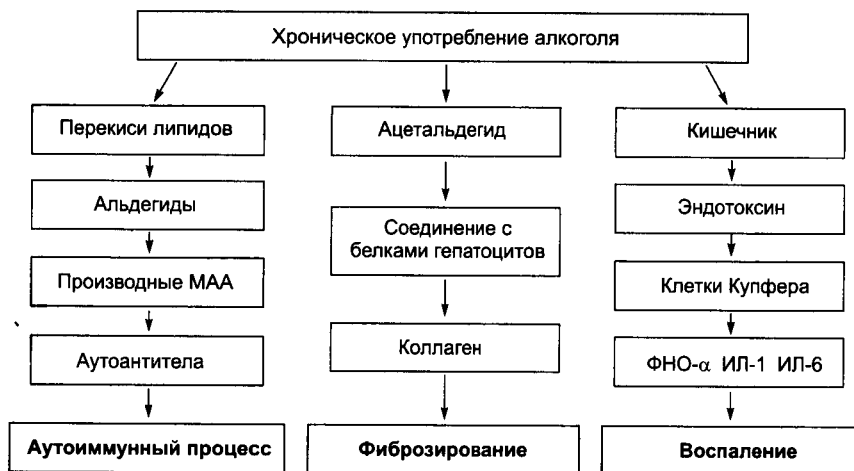 Хроническое употребление алкоголя
Перекиси липидов
Альдегиды
Производные МАА
Аутоантитела
Аутоиммунный процесс
Ацетальдегид
Соединение с
белками гепатоцитов
Коллаген
Фиброзирование
Кишечник
Эндотоксин
Клетки Купфера
ФНО-α ИЛ-1 ИЛ-6
Воспаление